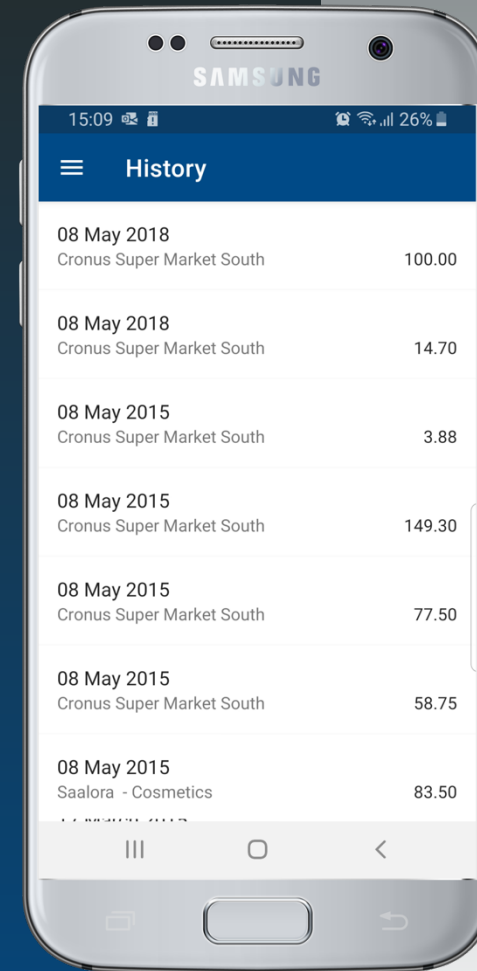 SAMSUNG
15:09 26%
History
08 May 2018
Cronus Super Market South 100.00
08 May 2018
Cronus Super Market South 14.70
08 May 2015
Cronus Super Market South 3.88
08 May 2015
Cronus Super Market South 149.30
08 May 2015
Cronus Super Market South 77.50
08 May 2015
Cronus Super Market South 58.75
08 May 2015
Saalora - Cosmetics 83.50